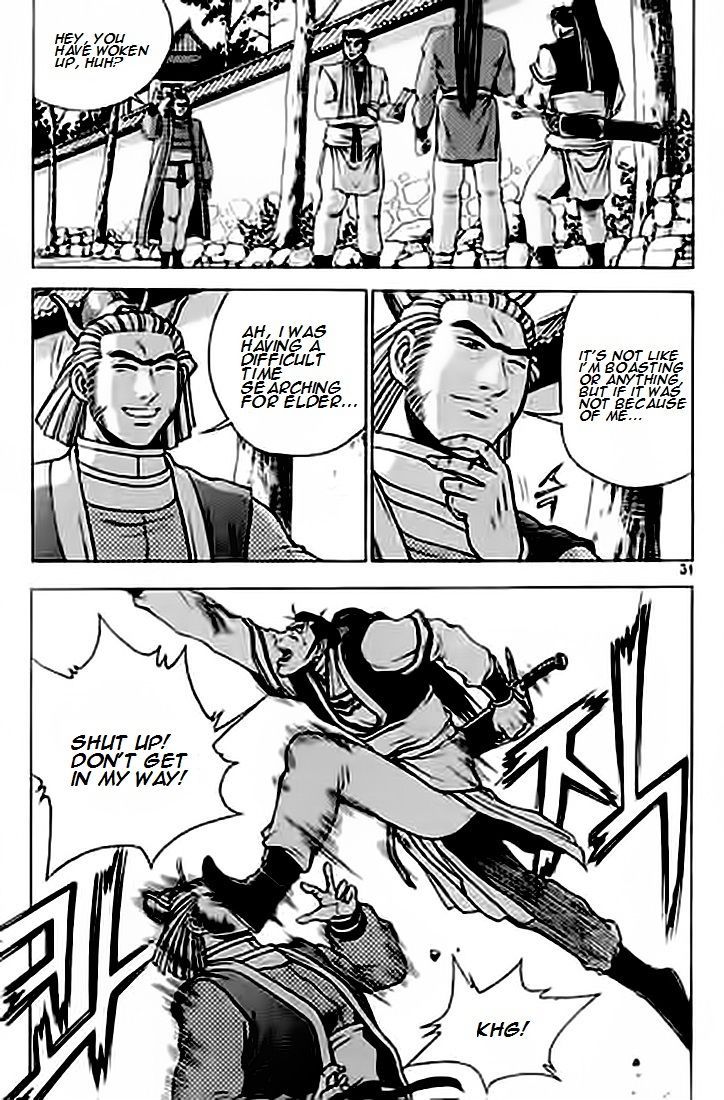 HEY, YOU
HAVE WOKEN
UP, HUH?
AH, I WAS
HAVING A
DIFFICULT
TIME
SEARCHING
FOR ELDER...
IT'S NOT LIKE
I'M BOASTING
OR ANYTHING,
BUT IF IT WAS
NOT BECAUSE
OF ME...
31
SHUT UP!
DON'T GET
IN MY WAY!
KHG!